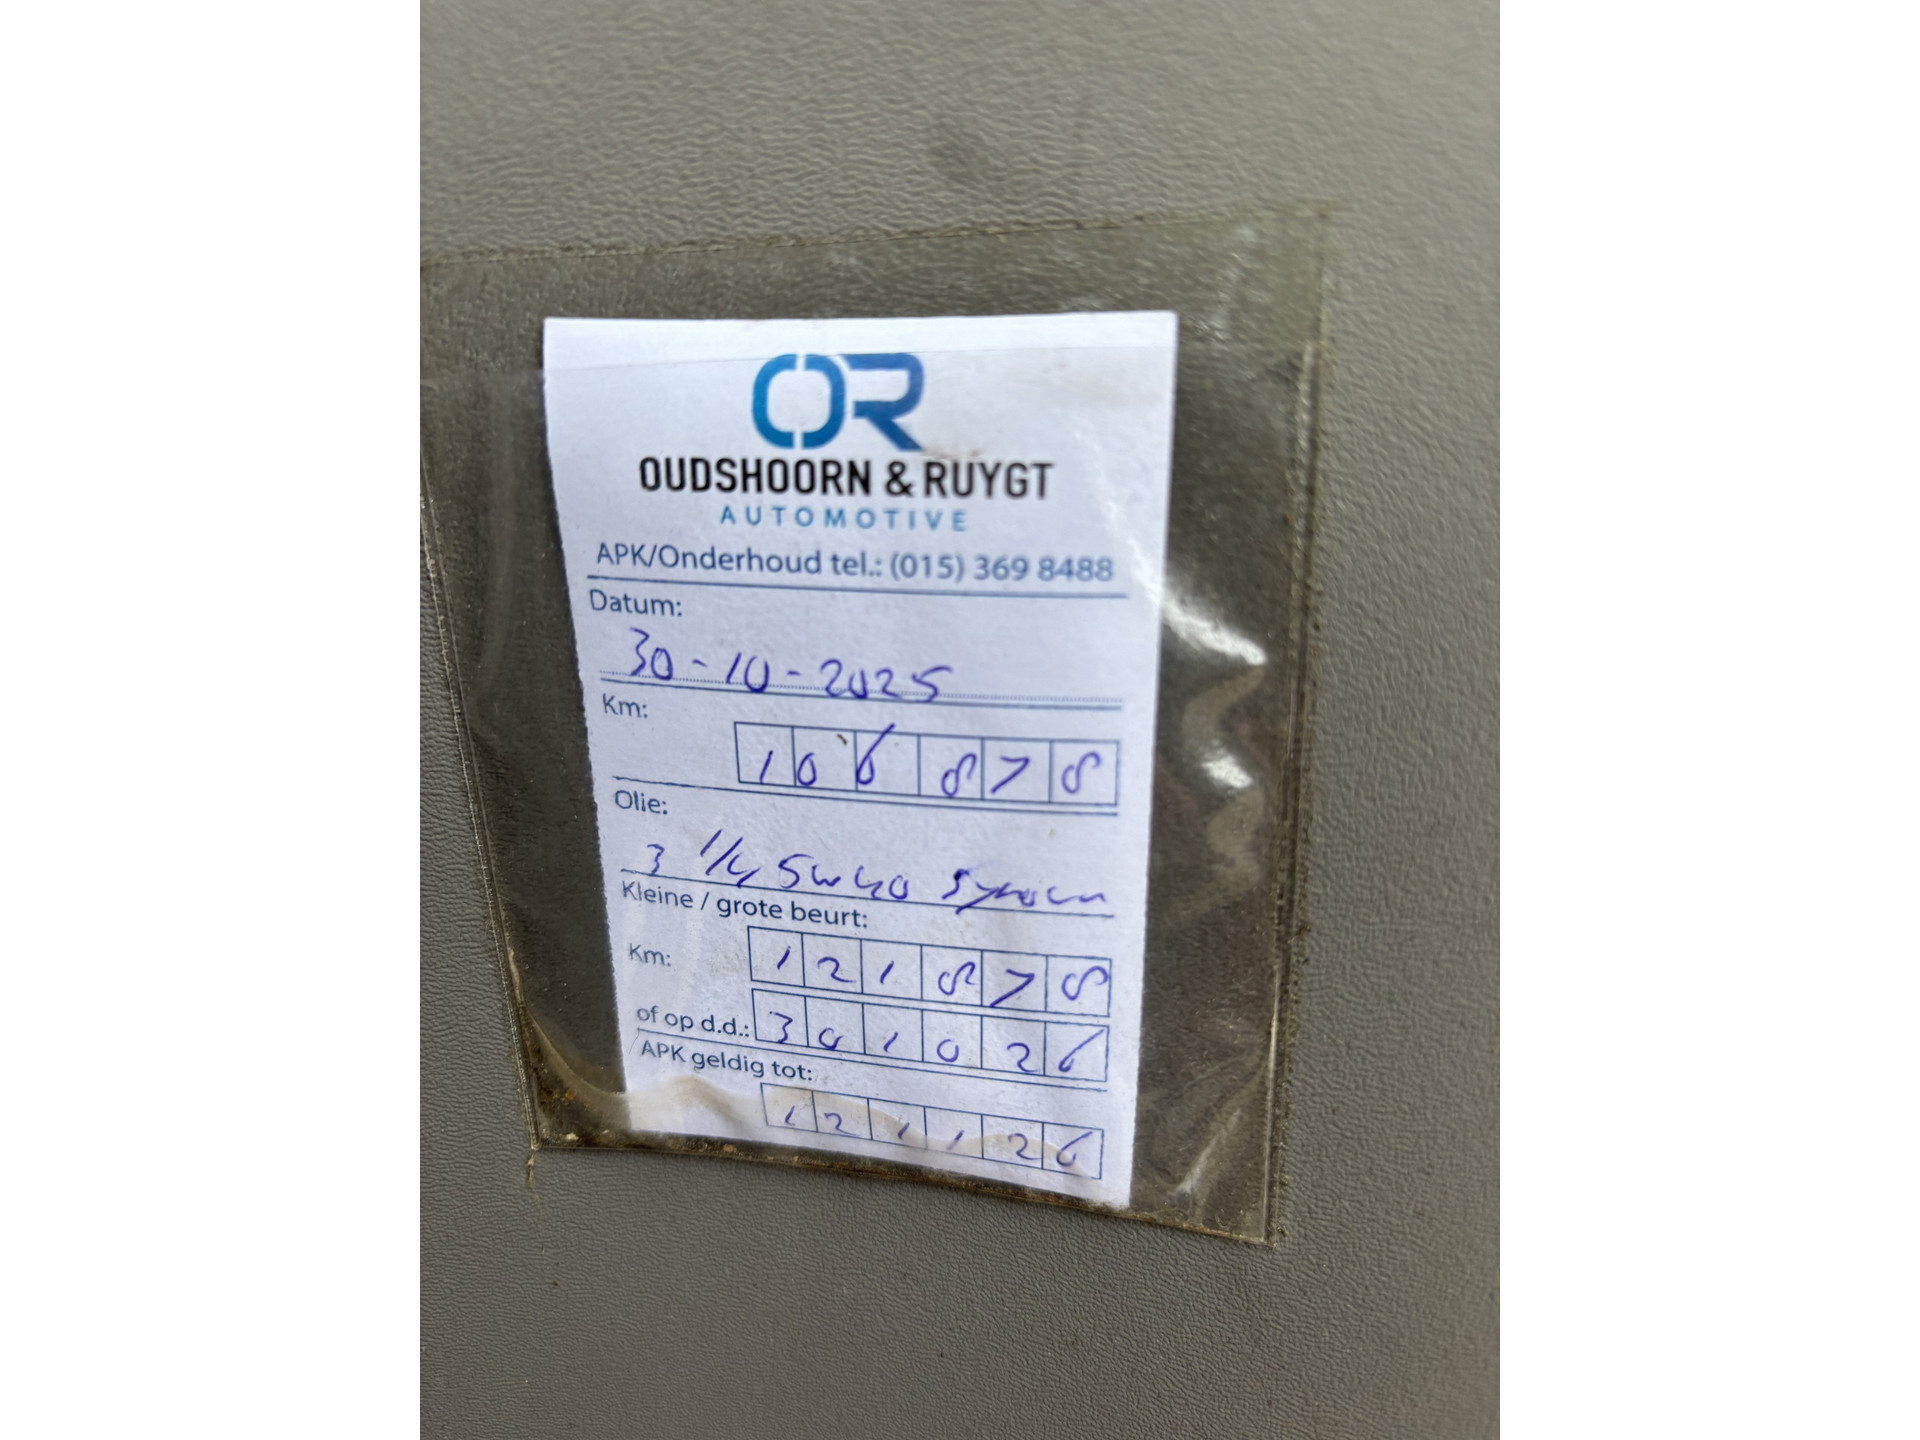 OR
OUDSHOORN & RUYGT
AUTOMOTIVE
APK/Onderhoud tel.: (015) 369 8488
Datum:
30-10-2025
Km:
106878
Olie:
3 1/4 5w40
Kleine / grote beurt:
Km: 121878
of op d.d.: 301026
APK geldig tot:
121126